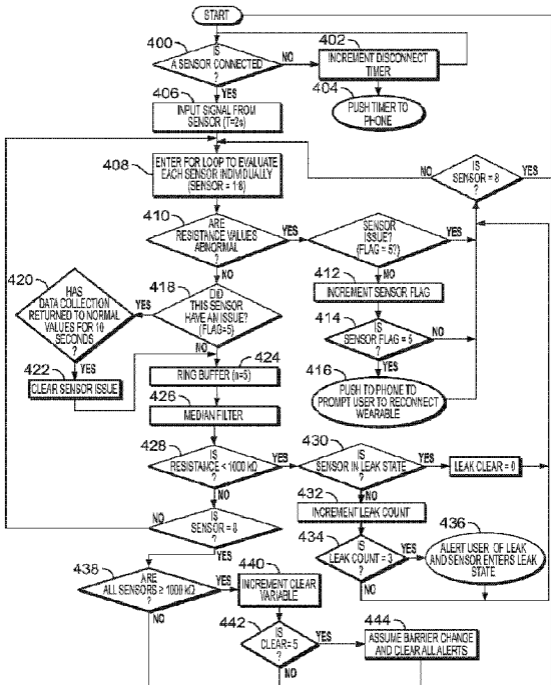 START
400
IS
A SENSOR CONNECTED
?
NO
YES
402
INCREMENT DISCONNECT
TIMER
404
PUSH TIMER TO
PHONE
406
INPUT SIGNAL FROM
SENSOR (T=2s)
408
ENTER FOR LOOP TO EVALUATE
EACH SENSOR INDIVIDUALLY
(SENSOR = 1:8)
NO
IS
SENSOR = 8
?
YES
410
ARE
RESISTANCE VALUES
ABNORMAL
?
YES
NO
SENSOR
ISSUE?
(FLAG = 5?)
YES
NO
412
INCREMENT SENSOR FLAG
414
IS
SENSOR FLAG = 5
?
NO
YES
416
PUSH TO PHONE TO
PROMPT USER TO RECONNECT
WEARABLE
418
DID
THIS SENSOR
HAVE AN ISSUE?
(FLAG=5)
YES
NO
420
HAS
DATA COLLECTION
RETURNED TO NORMAL
VALUES FOR 10
SECONDS
?
YES
422
CLEAR SENSOR ISSUE
424
RING BUFFER (n=5)
426
MEDIAN FILTER
428
IS
RESISTANCE < 1000 kΩ
?
YES
NO
430
IS
SENSOR IN LEAK STATE
?
YES
NO
LEAK CLEAR = 0
432
INCREMENT LEAK COUNT
434
IS
LEAK COUNT = 3
?
YES
NO
436
ALERT USER OF LEAK
AND SENSOR ENTERS LEAK
STATE
NO
IS
SENSOR = 8
?
YES
438
ARE
ALL SENSORS ≥ 1000 kΩ
?
YES
NO
440
INCREMENT CLEAR
VARIABLE
442
IS
CLEAR= 5
?
YES
NO
444
ASSUME BARRIER CHANGE
AND CLEAR ALL ALERTS